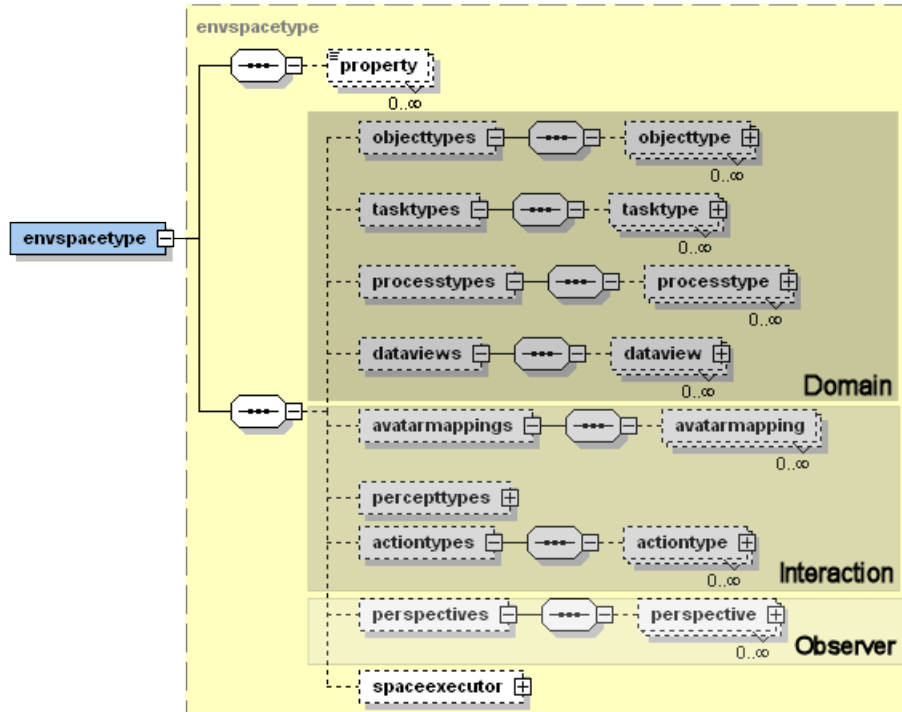 envspacetype
property
0..∞
objecttypes objecttype
0..∞
tasktypes tasktype
0..∞
envspacetype
processtypes processtype
0..∞
dataviews dataview
0..∞
Domain
avatarmappings avatarmapping
0..∞
percepttypes
actiontypes actiontype
0..∞
Interaction
perspectives perspective
0..∞
Observer
spaceexecutor